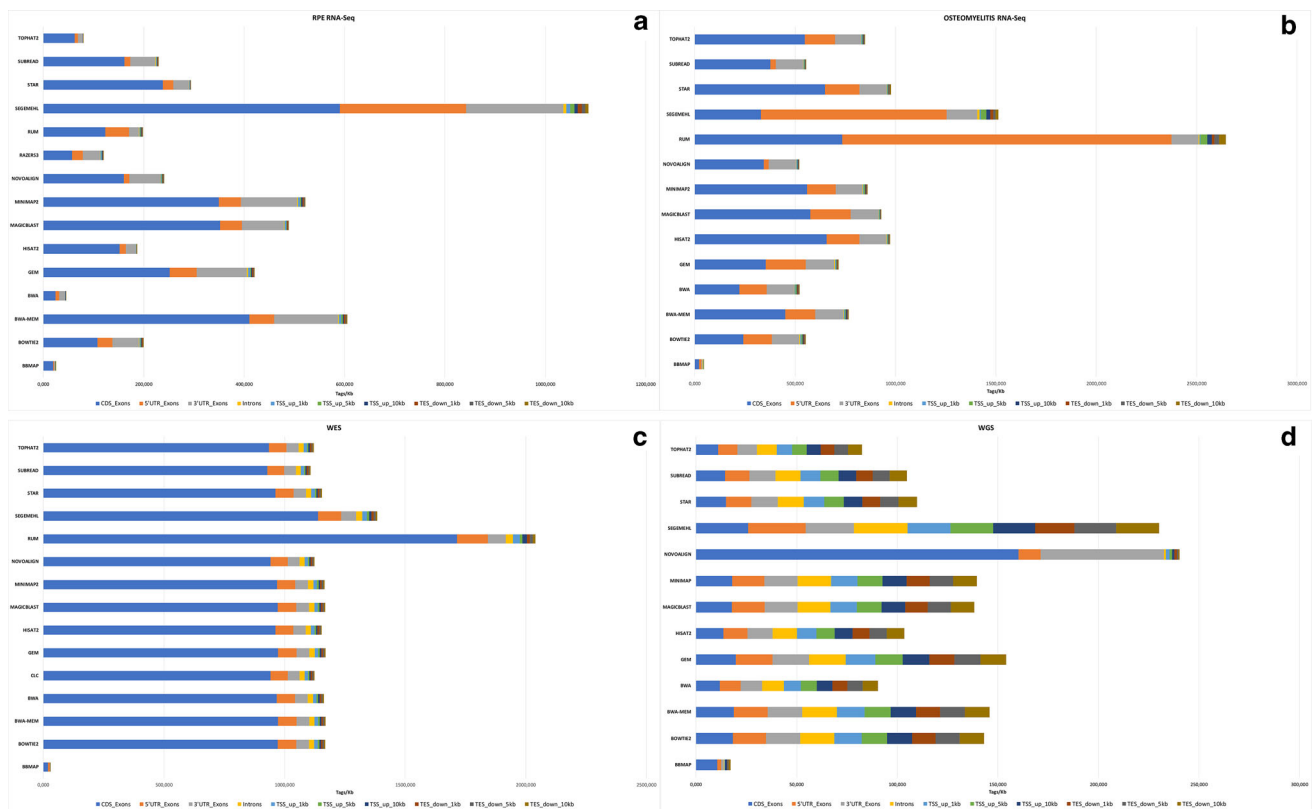 RPE RNA-Seq
a
TOPHAT2
SUBREAD
STAR
SEGEMEHL
RUM
RAZERS3
NOVOALIGN
MINIMAP2
MAGICBLAST
HISAT2
GEM
BWA
BWA-MEM
BOWTIE2
BBMAP
0,000 200,000 400,000 600,000 800,000 1000,000 1200,000
Tags/Kb
CDS_Exons 5'UTR_Exons 3'UTR_Exons Introns TSS_up_1kb TSS_up_5kb TSS_up_10kb TES_down_1kb TES_down_5kb TES_down_10kb
OSTEOMYELITIS RNA-Seq
b
TOPHAT2
SUBREAD
STAR
SEGEMEHL
RUM
NOVOALIGN
MINIMAP2
MAGICBLAST
HISAT2
GEM
BWA
BWA-MEM
BOWTIE2
BBMAP
0,000 500,000 1000,000 1500,000 2000,000 2500,000 3000,000
Tags/Kb
CDS_Exons 5'UTR_Exons 3'UTR_Exons Introns TSS_up_1kb TSS_up_5kb TSS_up_10kb TES_down_1kb TES_down_5kb TES_down_10kb
WES
c
TOPHAT2
SUBREAD
STAR
SEGEMEHL
RUM
NOVOALIGN
MINIMAP2
MAGICBLAST
HISAT2
GEM
CLC
BWA
BWA-MEM
BOWTIE2
BBMAP
0,000 500,000 1000,000 1500,000 2000,000 2500,000
Tags/Kb
CDS_Exons 5'UTR_Exons 3'UTR_Exons Introns TSS_up_1kb TSS_up_5kb TSS_up_10kb TES_down_1kb TES_down_5kb TES_down_10kb
WGS
d
TOPHAT2
SUBREAD
STAR
SEGEMEHL
NOVOALIGN
MINIMAP
MAGICBLAST
HISAT2
GEM
BWA
BWA-MEM
BOWTIE2
BBMAP
0,000 50,000 100,000 150,000 200,000 250,000 300,000
Tags/Kb
CDS_Exons 5'UTR_Exons 3'UTR_Exons Introns TSS_up_1kb TSS_up_5kb TSS_up_10kb TES_down_1kb TES_down_5kb TES_down_10kb